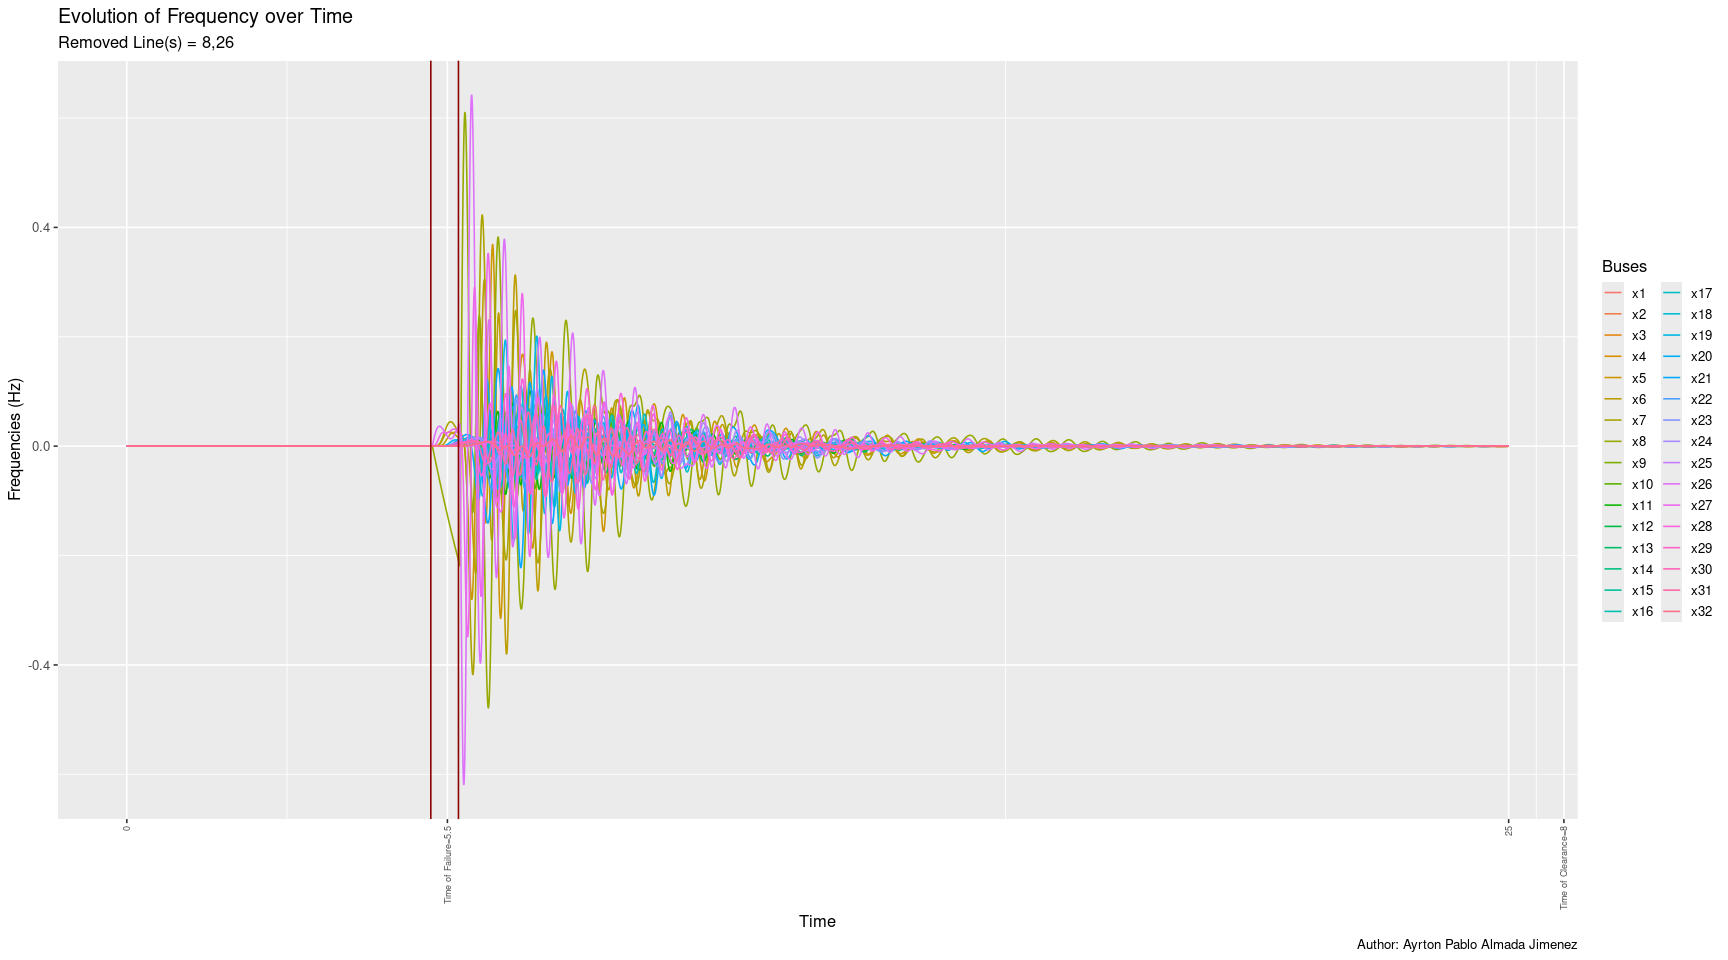 Evolution of Frequency over Time
Removed Line(s) = 8,26
Frequencies (Hz)
0.4
0.0
-0.4
0
Time of Failure=5.5
25
Time of Clearance=8
Time
Buses
x1
x2
x3
x4
x5
x6
x7
x8
x9
x10
x11
x12
x13
x14
x15
x16
x17
x18
x19
x20
x21
x22
x23
x24
x25
x26
x27
x28
x29
x30
x31
x32
Author: Ayrton Pablo Almada Jimenez